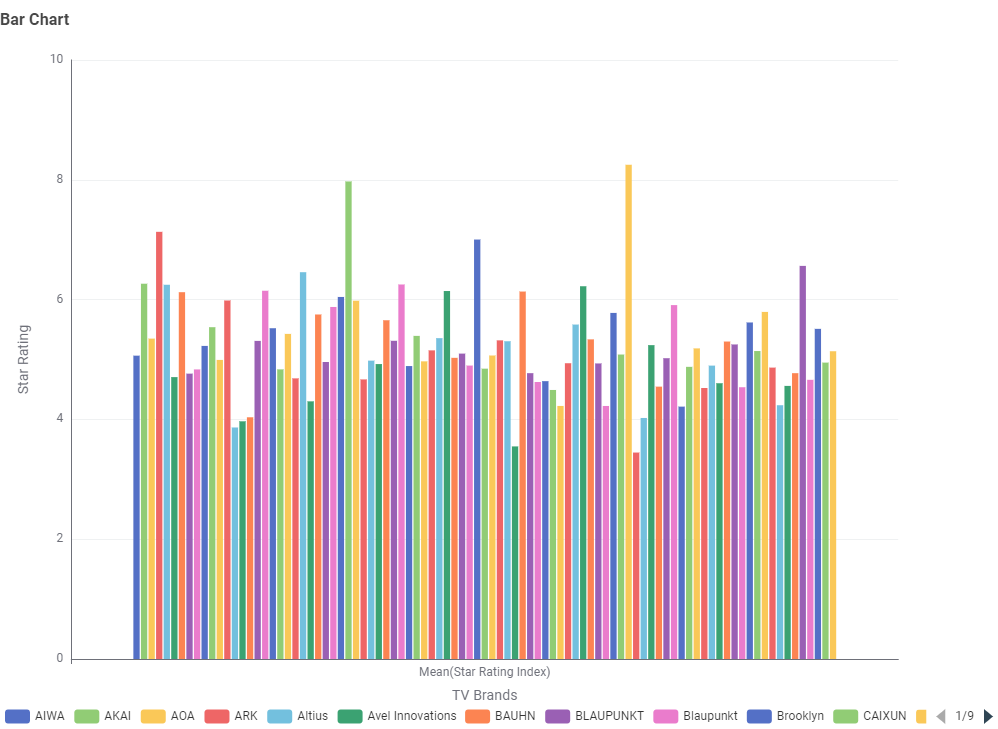 Bar Chart
10
8
6
4
2
0
Star Rating
Mean(Star Rating Index)
TV Brands
AIWA AKAI AOA ARK Altius Avel Innovations BAUHN BLAUPUNKT Blaupunkt Brooklyn CAIXUN 1/9